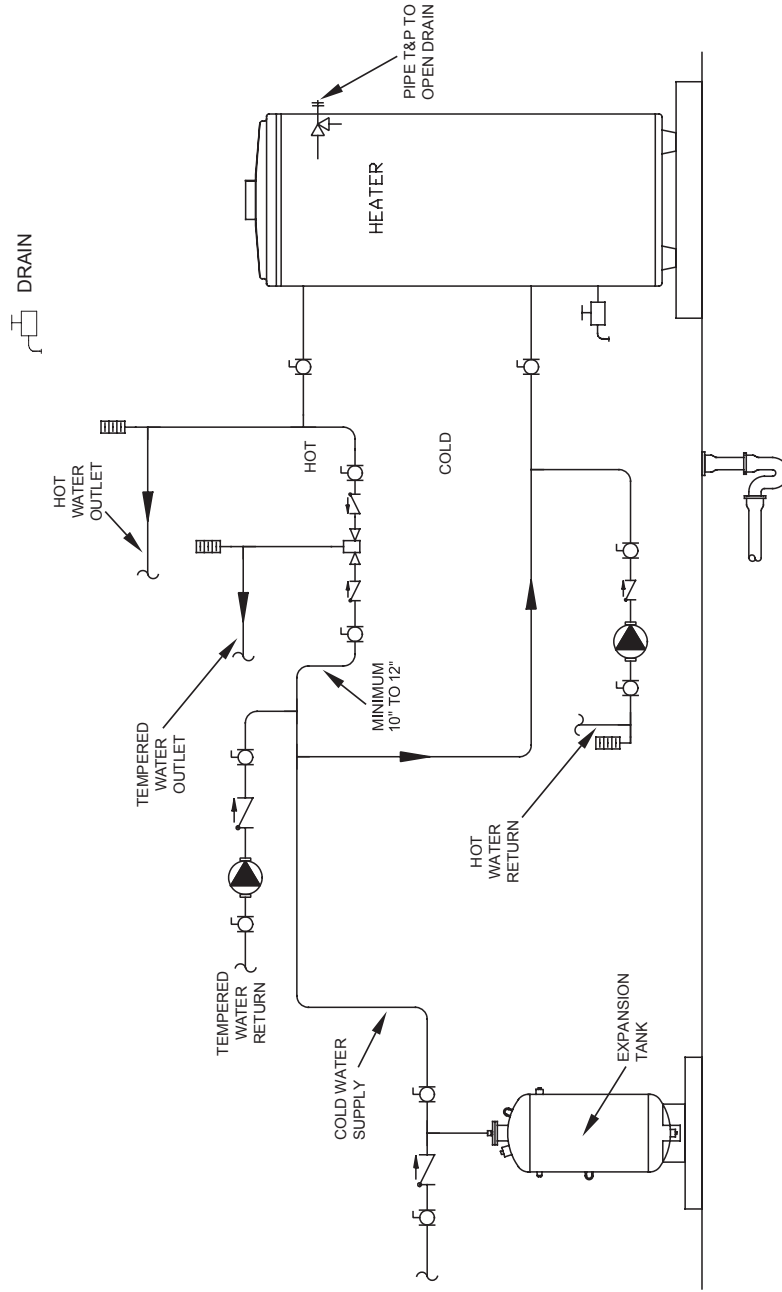 DRAIN
PIPE T&P TO
OPEN DRAIN
HEATER
HOT
WATER
OUTLET
HOT
COLD
TEMPERED
WATER
OUTLET
MINIMUM
10" TO 12"
TEMPERED
WATER
RETURN
HOT
WATER
RETURN
COLD WATER
SUPPLY
EXPANSION
TANK